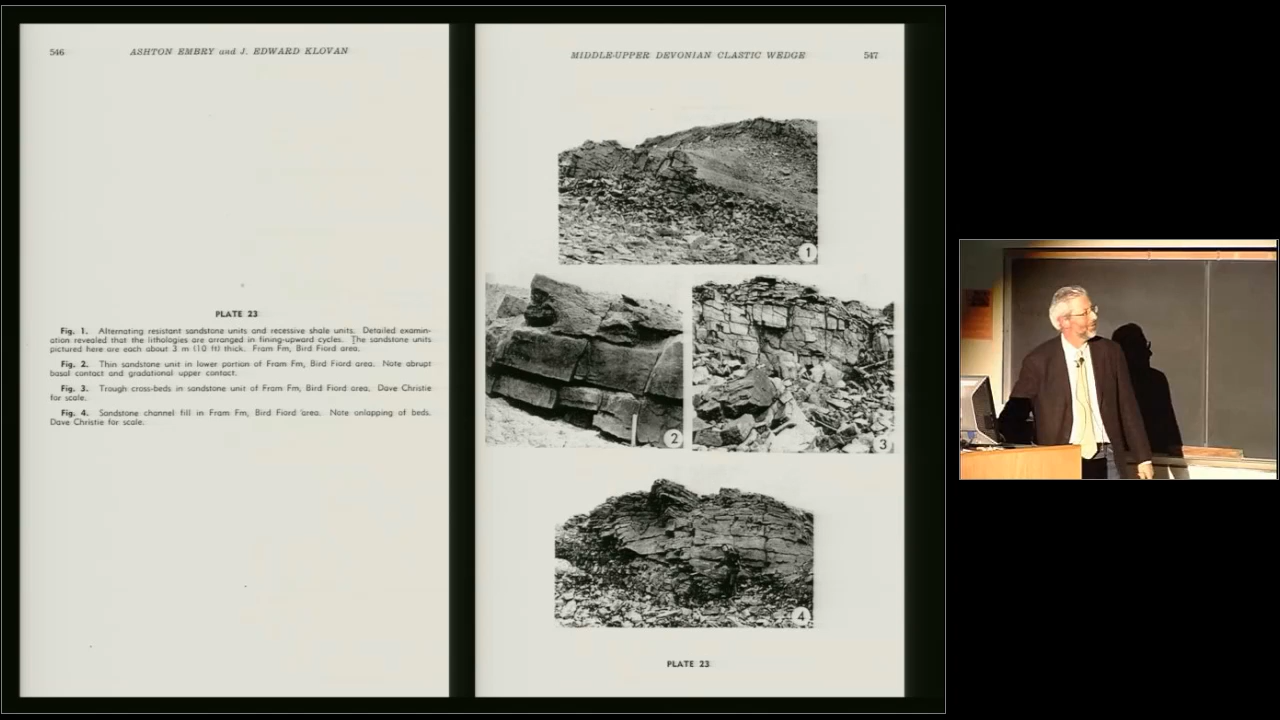 546
ASHTON EMBRY and J. EDWARD KLOVAN
PLATE 23
Fig. 1. Alternating resistant sandstone units and recessive shale units. Detailed examin-
ation revealed that the lithologies are arranged in fining-upward cycles. The sandstone units
pictured here are each about 3 m (10 ft) thick. Fram Fm, Bird Fiord area.
Fig. 2. Thin sandstone unit in lower portion of Fram Fm, Bird Fiord area. Note abrupt
basal contact and gradational upper contact.
Fig. 3. Trough cross-beds in sandstone unit of Fram Fm, Bird Fiord area. Dave Christie
for scale.
Fig. 4. Sandstone channel fill in Fram Fm, Bird Fiord area. Note onlapping of beds.
Dave Christie for scale.
MIDDLE-UPPER DEVONIAN CLASTIC WEDGE
547
1
2
3
4
PLATE 23